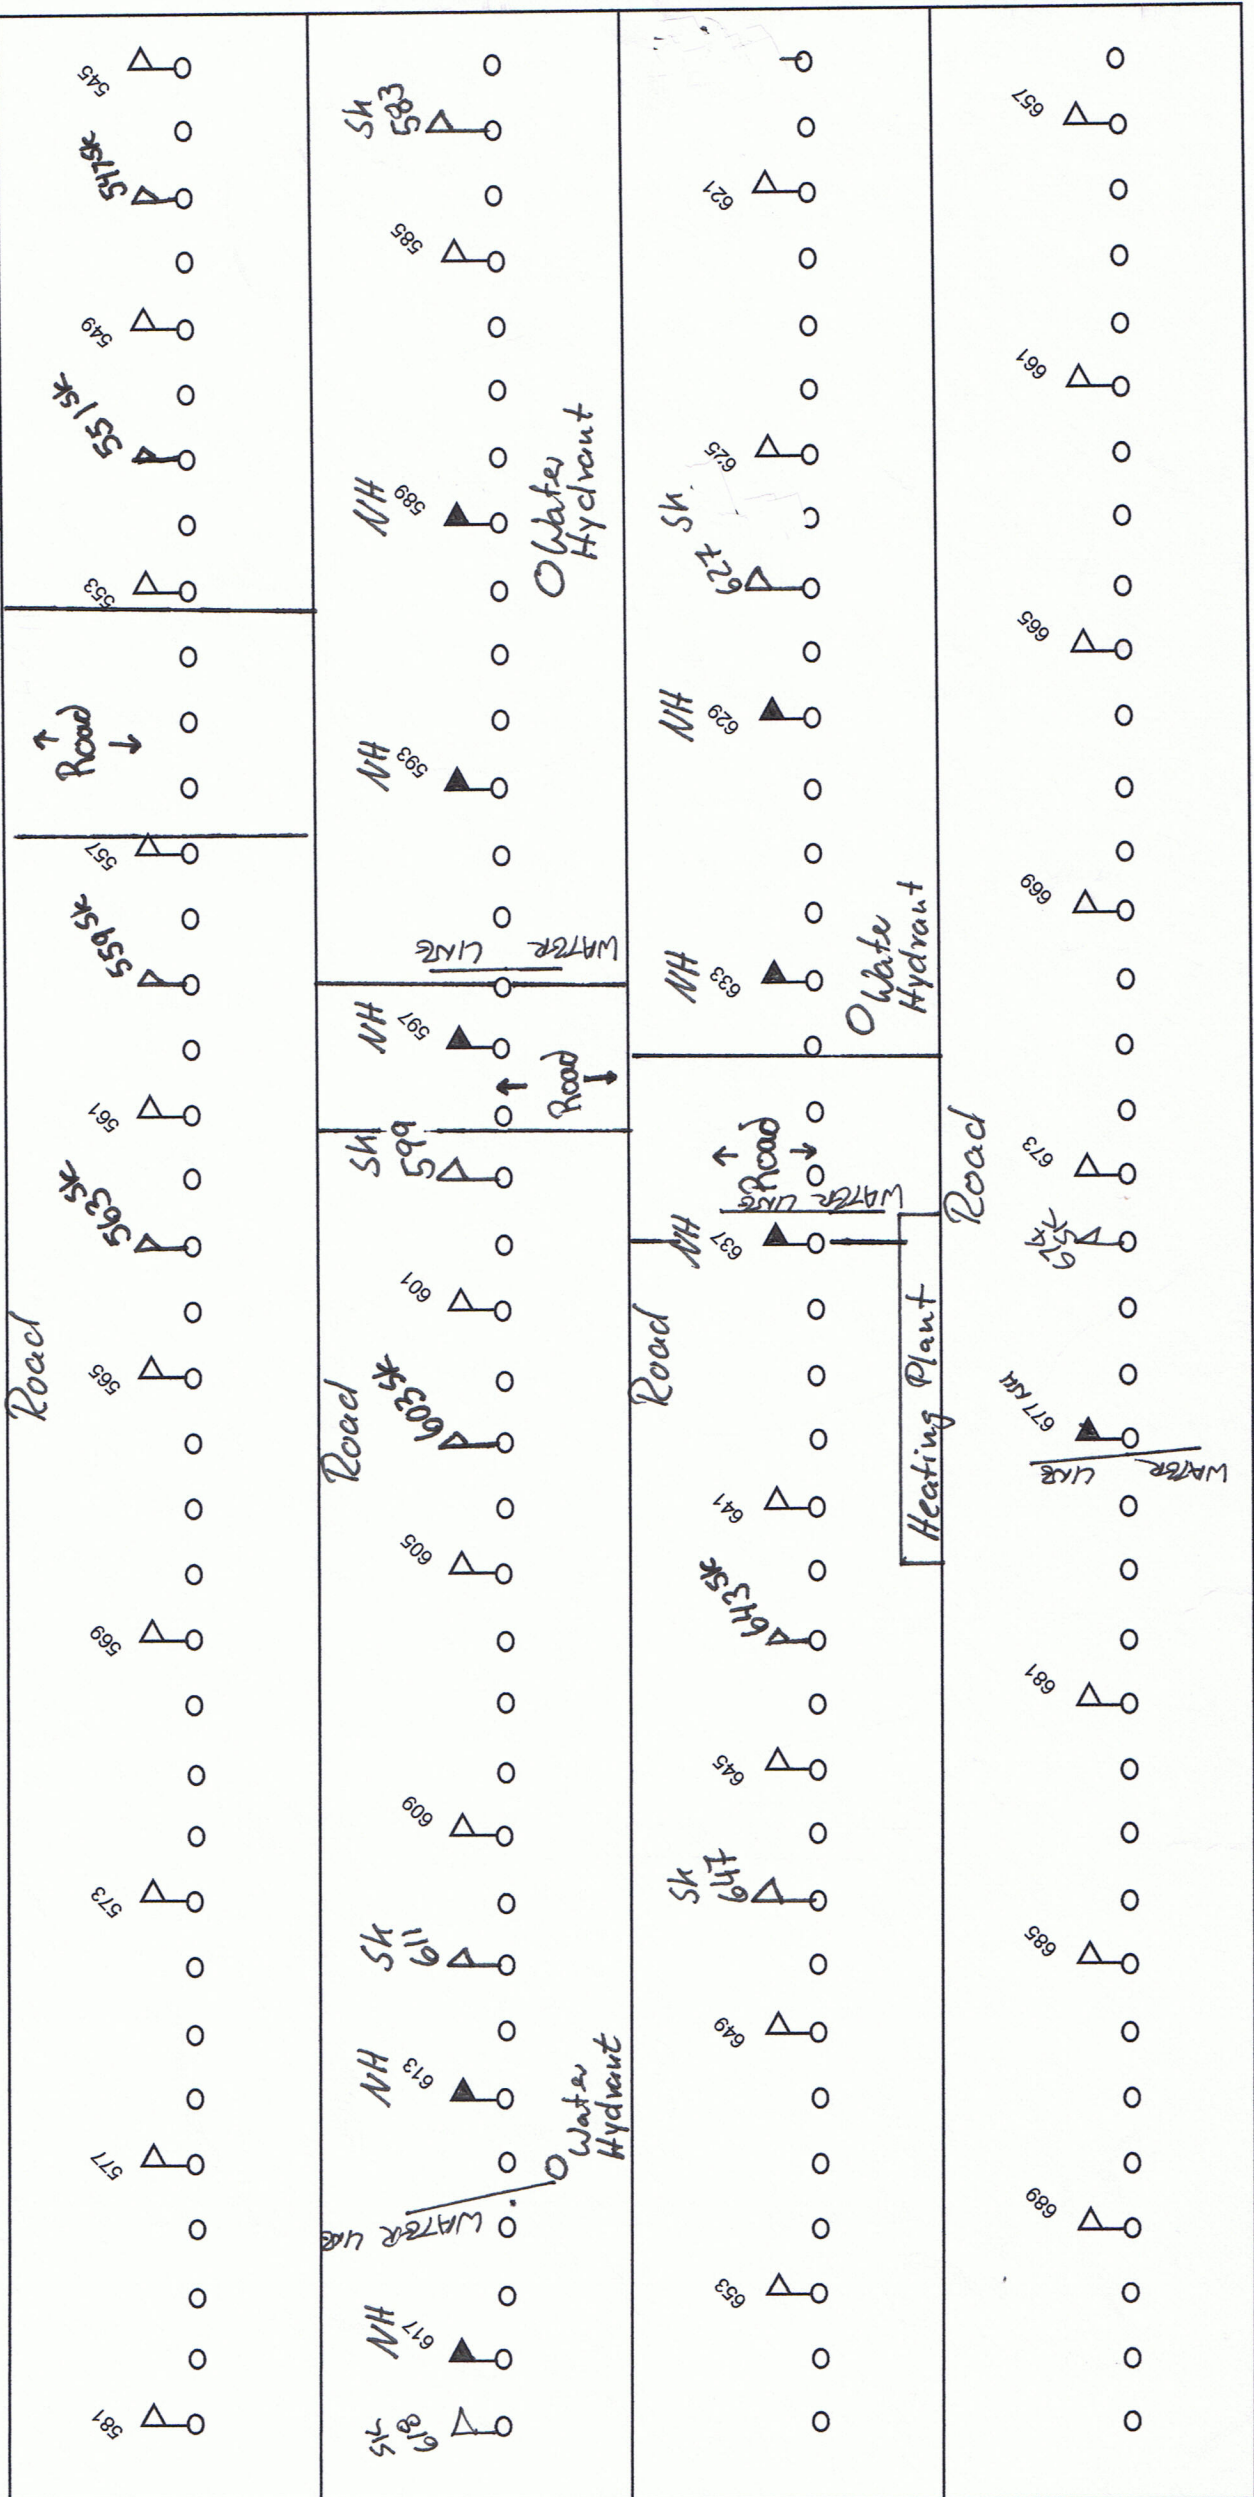 545
547 SK
549
551 SK
553
↑
Road
↓
557
559 SK
561
563 SK
Road
565
569
573
577
581
SK
583
585
NH
589
O Water
Hydrant
NH
593
WATER LINE
NH
597
↑
Road
↓
SK
599
601
Road
603 SK
605
609
SK
611
NH
613
O Water
Hydrant
WATER LINE
NH
617
SK
618
621
625
627 SK.
NH
629
NH
633
O Water
Hydrant
↑
Road
↓
WATER LINE
NH
637
Road
Heating Plant
641
643 SK
645
SK
647
649
653
657
661
665
669
Road
673
674
SK
677 NH
WATER LINE
681
685
689